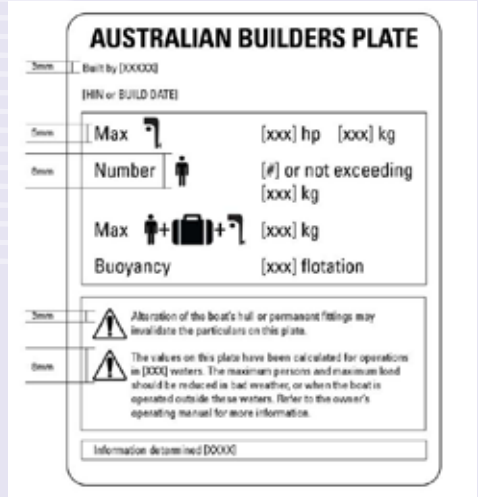 AUSTRALIAN BUILDERS PLATE
3mm
Built by [XXXXX]
[HIN or BUILD DATE]
5mm
Max [xxx] hp [xxx] kg
8mm
Number [#] or not exceeding
[xxx] kg
Max + + [xxx] kg
Buoyancy [xxx] flotation
3mm
Alteration of the boat's hull or permanent fittings may
invalidate the particulars on this plate.
8mm
The values on this plate have been calculated for operations
in [XXX] waters. The maximum persons and maximum load
should be reduced in bad weather, or when the boat is
operated outside these waters. Refer to the owner's
operating manual for more information.
Information determined [XXXX]